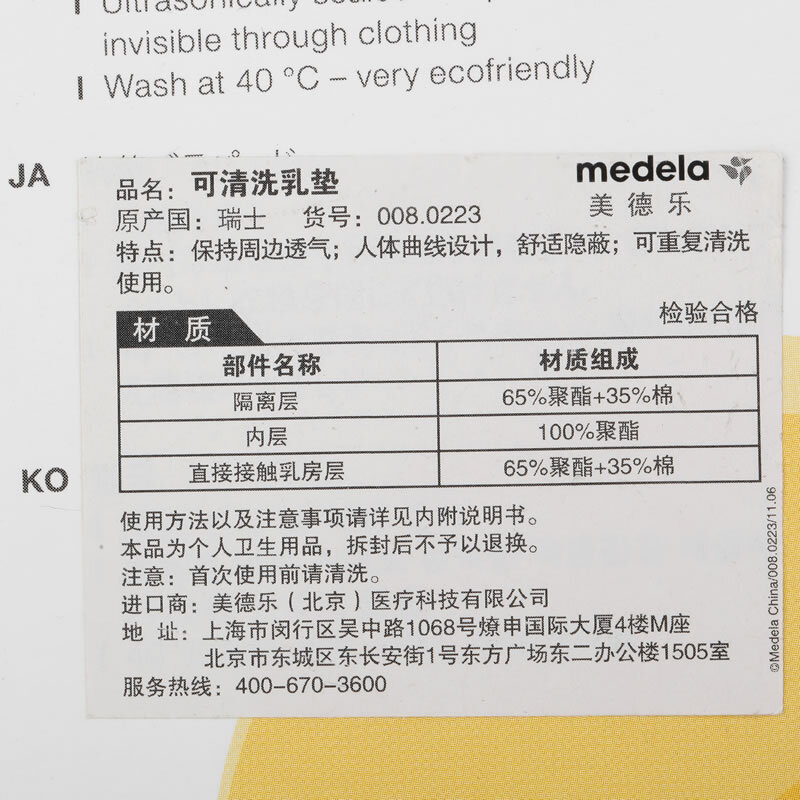 Ultrasonically
invisible through clothing
Wash at 40 °C – very ecofriendly
JA
medela
美德乐
品名：可清洗乳垫
原产国：瑞士 货号：008.0223
特点：保持周边透气；人体曲线设计，舒适隐蔽；可重复清洗
使用。
检验合格
材 质
部件名称 材质组成
隔离层 65%聚酯+35%棉
内层 100%聚酯
直接接触乳房层 65%聚酯+35%棉
KO
使用方法以及注意事项请详见内附说明书。
本品为个人卫生用品，拆封后不予以退换。
注意：首次使用前请清洗。
进口商：美德乐（北京）医疗科技有限公司
地 址：上海市闵行区吴中路1068号燎申国际大厦4楼M座
北京市东城区东长安街1号东方广场东二办公楼1505室
服务热线：400-670-3600
©Medela China/008.0223/11.06